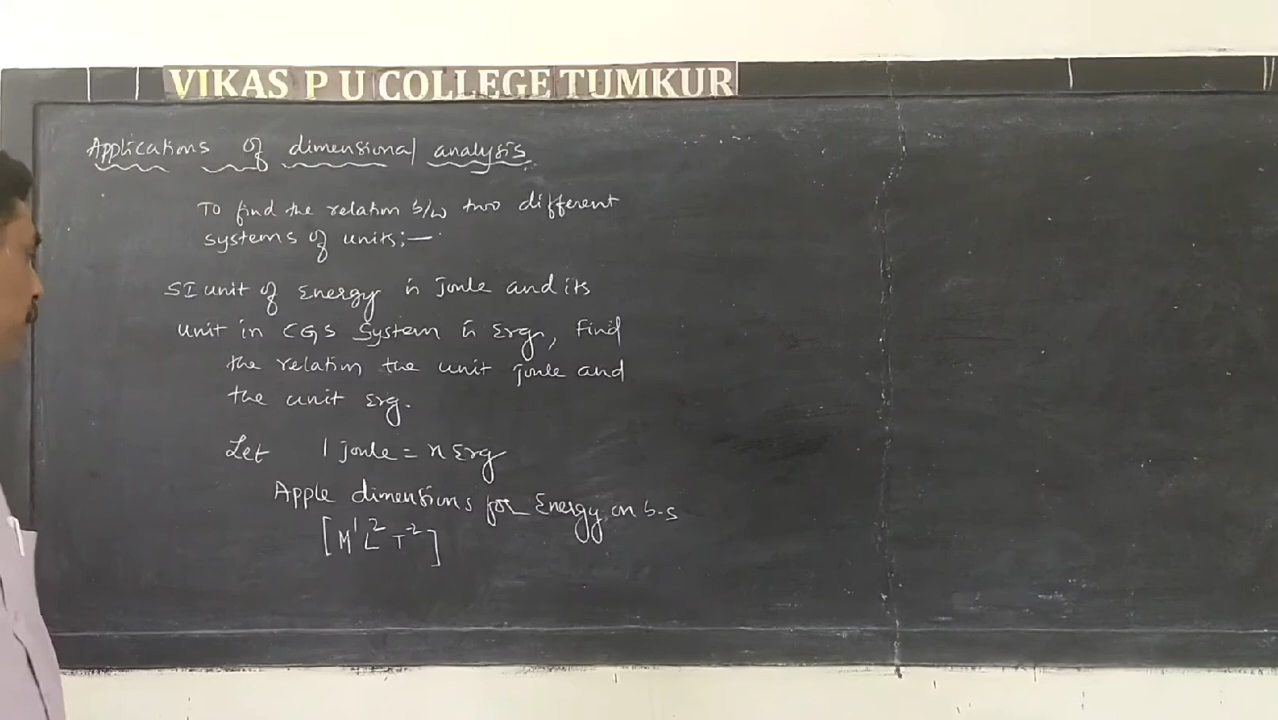 VIKAS P U COLLEGE TUMKUR
Applications of dimensional analysis.
To find the relation b/w two different
systems of units;—
SI unit of Energy is joule and its
unit in CGS System is Erg, Find
the relation the unit joule and
the unit Erg.
Let 1 joule = n Erg
Apple dimensions for Energy on b.s
[M¹L²T⁻²]